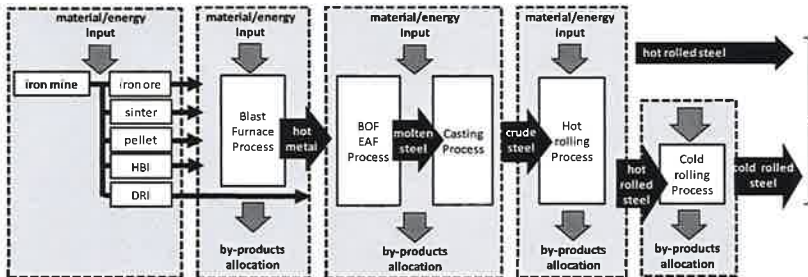 material/energy
input
iron mine
iron ore
sinter
pellet
HBI
DRI
material/energy
input
Blast
Furnace
Process
by-products
allocation
hot
metal
material/energy
input
BOF
EAF
Process
molten
steel
Casting
Process
by-products
allocation
crude
steel
material/energy
input
Hot
rolling
Process
by-products
allocation
hot rolled steel
hot
rolled
steel
Cold
rolling
Process
by-products
allocation
cold rolled
steel